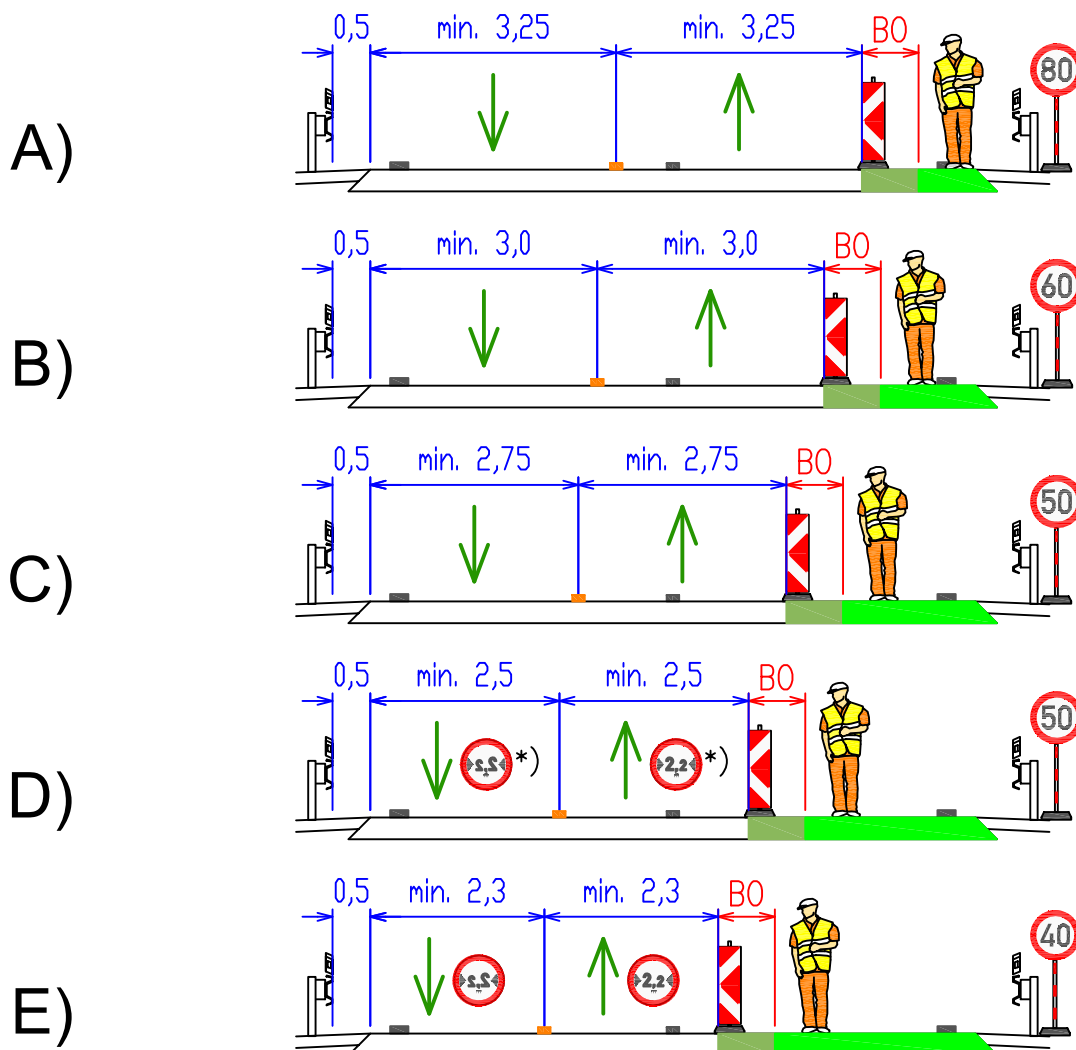 0,5 min. 3,25 min. 3,25 BO
A) 80
0,5 min. 3,0 min. 3,0 BO
B) 60
0,5 min. 2,75 min. 2,75 BO
C) 50
0,5 min. 2,5 min. 2,5 BO
D) 2,2 *) 2,2 *) 50
0,5 min. 2,3 min. 2,3 BO
E) 2,2 2,2 40